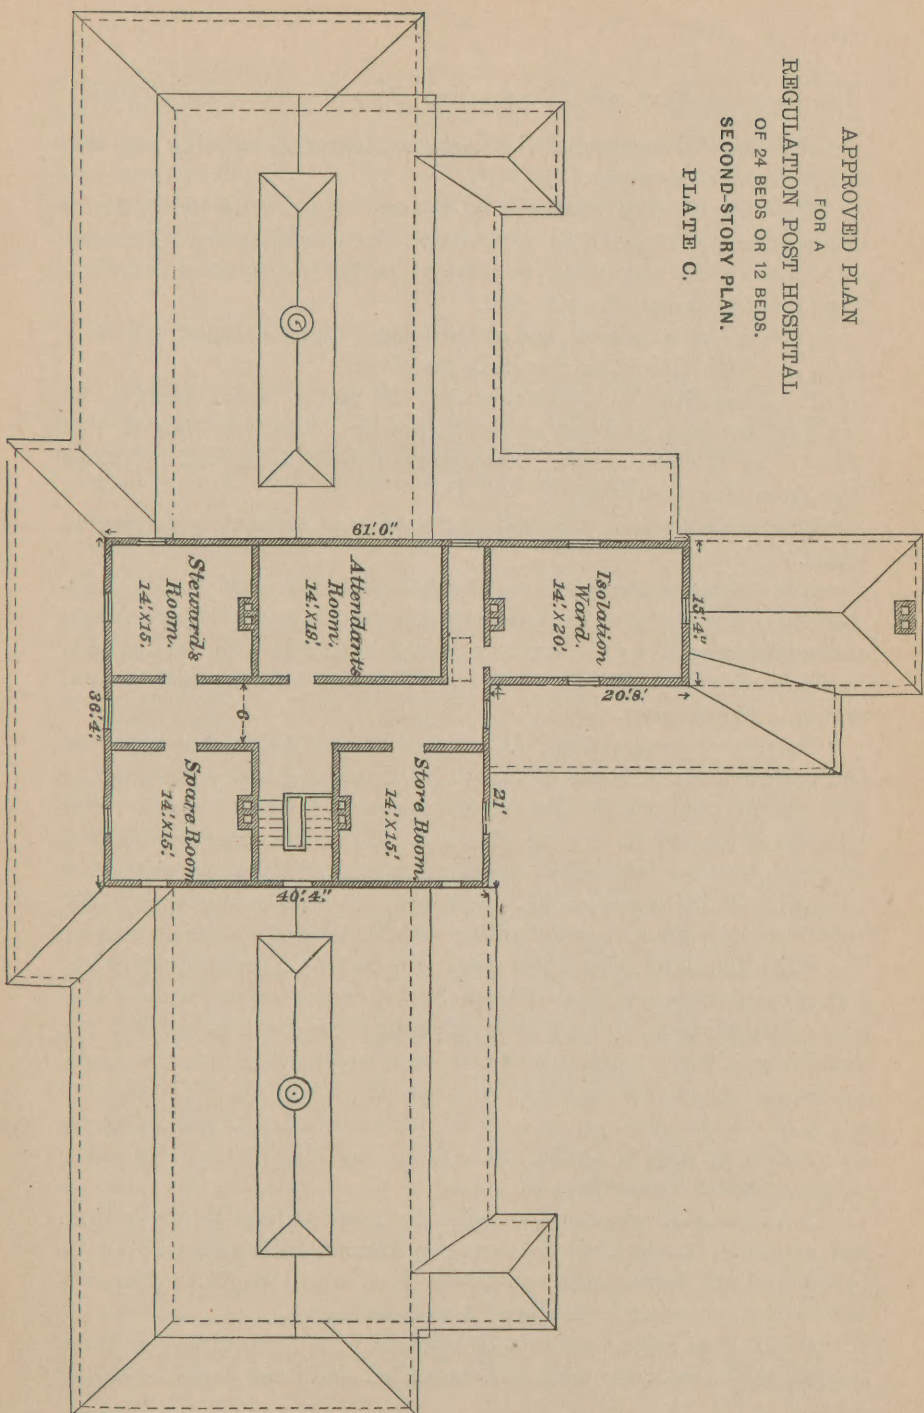 APPROVED PLAN
FOR A
REGULATION POST HOSPITAL
OF 24 BEDS OR 12 BEDS.
SECOND-STORY PLAN.
PLATE C.
Isolation
Ward.
14'.X20'.
15'.4."
20'.8'.
61'.0."
Attendant's
Room.
14'.X18'.
Steward's
Room.
14'.X15'.
6
36'.4."
Store Room.
14'.X15'.
21'
Spare Room
14'.X15'.
40'.4."